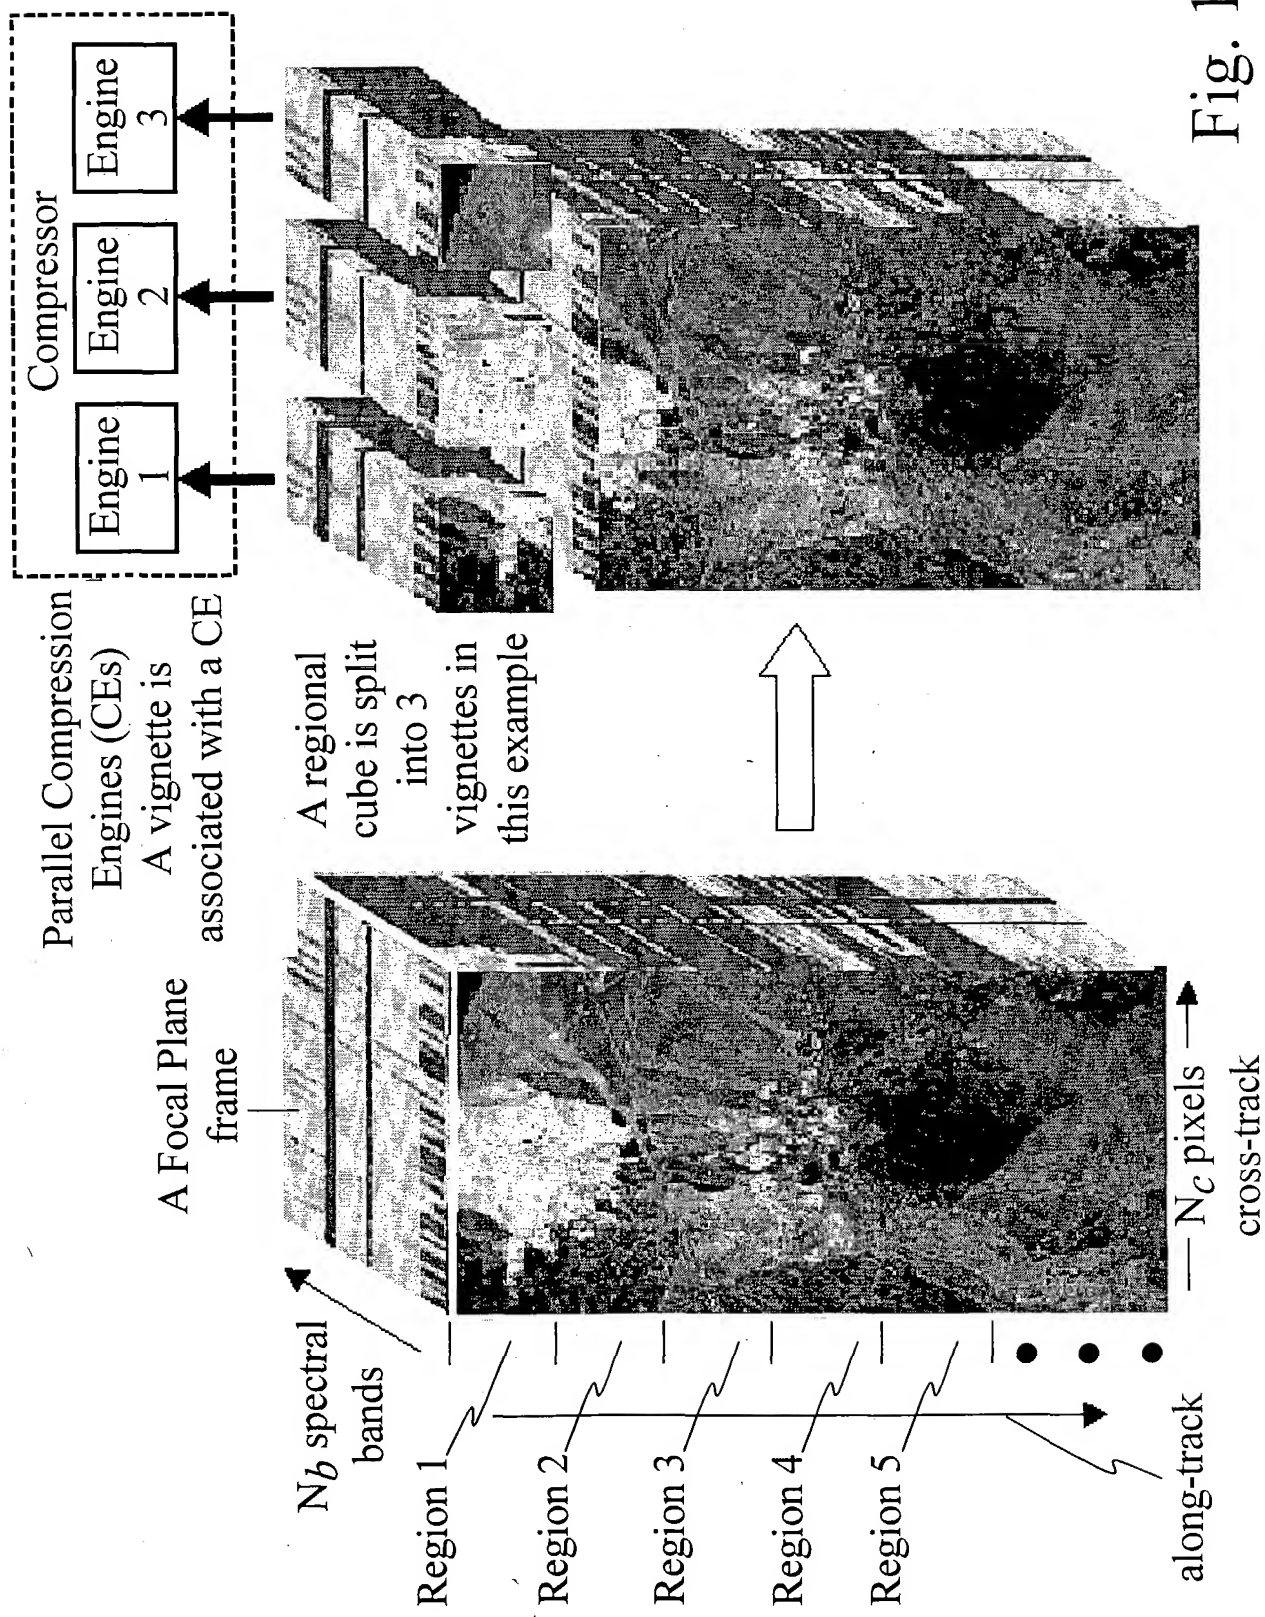 Parallel Compression
Engines (CEs)
A vignette is
associated with a CE
Compressor
Engine
1
Engine
2
Engine
3
A Focal Plane
frame
A regional
cube is split
into 3
vignettes in
this example
Nb spectral
bands
Region 1
Region 2
Region 3
Region 4
Region 5
along-track
Nc pixels
cross-track
Fig. 1